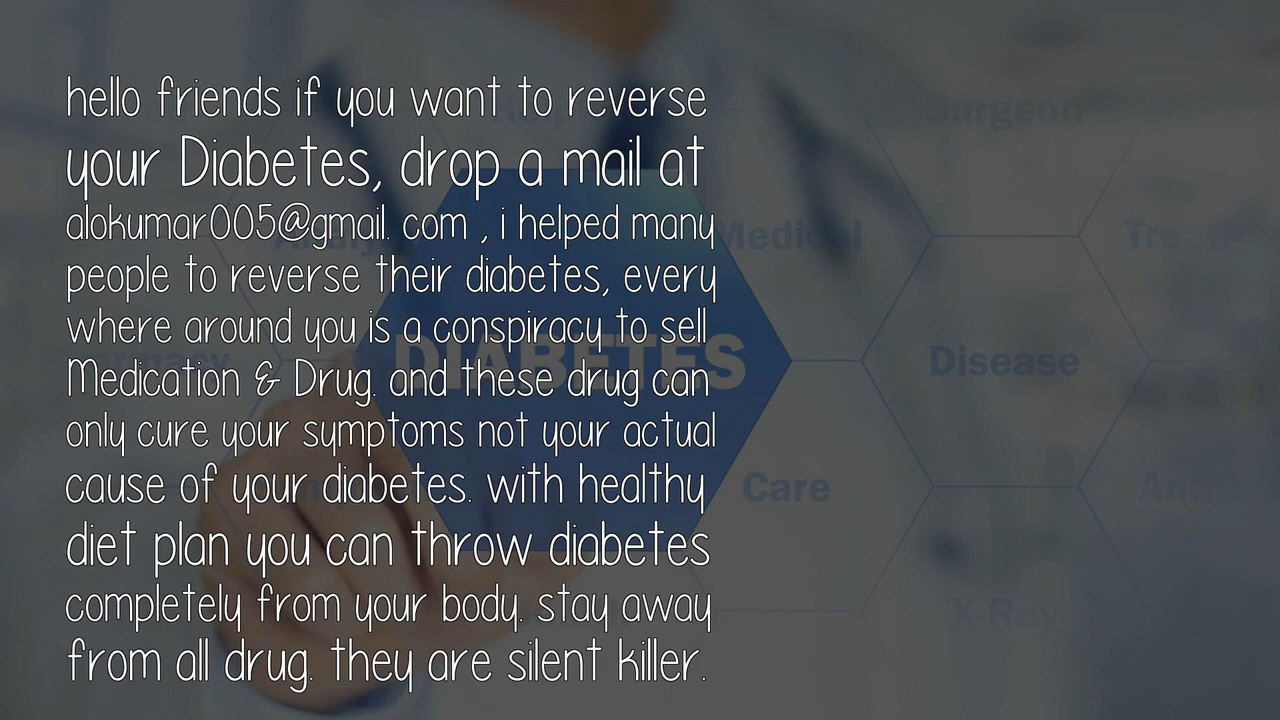 hello friends if you want to reverse
your Diabetes, drop a mail at
alokumar005@gmail. com , i helped many
people to reverse their diabetes, every
where around you is a conspiracy to sell
Medication & Drug. and these drug can
only cure your symptoms not your actual
cause of your diabetes. with healthy
diet plan you can throw diabetes
completely from your body. stay away
from all drug. they are silent killer.
Surgeon
Medical
DIABETES
Disease
Care
X-Ray